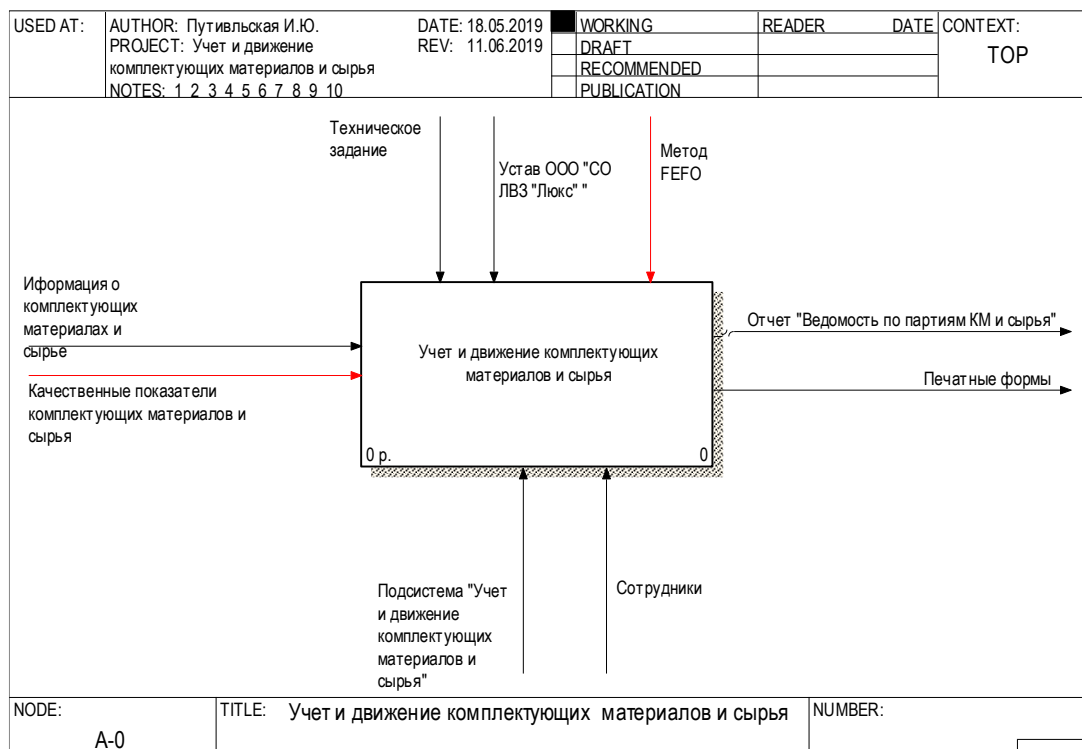 USED AT:
AUTHOR: Путивльская И.Ю.
DATE: 18.05.2019
PROJECT: Учет и движение
REV: 11.06.2019
комплектующих материалов и сырья
NOTES: 1 2 3 4 5 6 7 8 9 10
WORKING
DRAFT
RECOMMENDED
PUBLICATION
READER DATE
CONTEXT:
TOP
Техническое
задание
Устав ООО "СО
ЛВЗ "Люкс" "
Метод
FEFO
Иформация о
комплектующих
материалах и
сырье
Качественные показатели
комплектующих материалов и
сырья
Учет и движение комплектующих
материалов и сырья
0 р.
0
Отчет "Ведомость по партиям КМ и сырья"
Печатные формы
Подсистема "Учет
и движение
комплектующих
материалов и
сырья"
Сотрудники
NODE:
A-0
TITLE: Учет и движение комплектующих материалов и сырья
NUMBER: